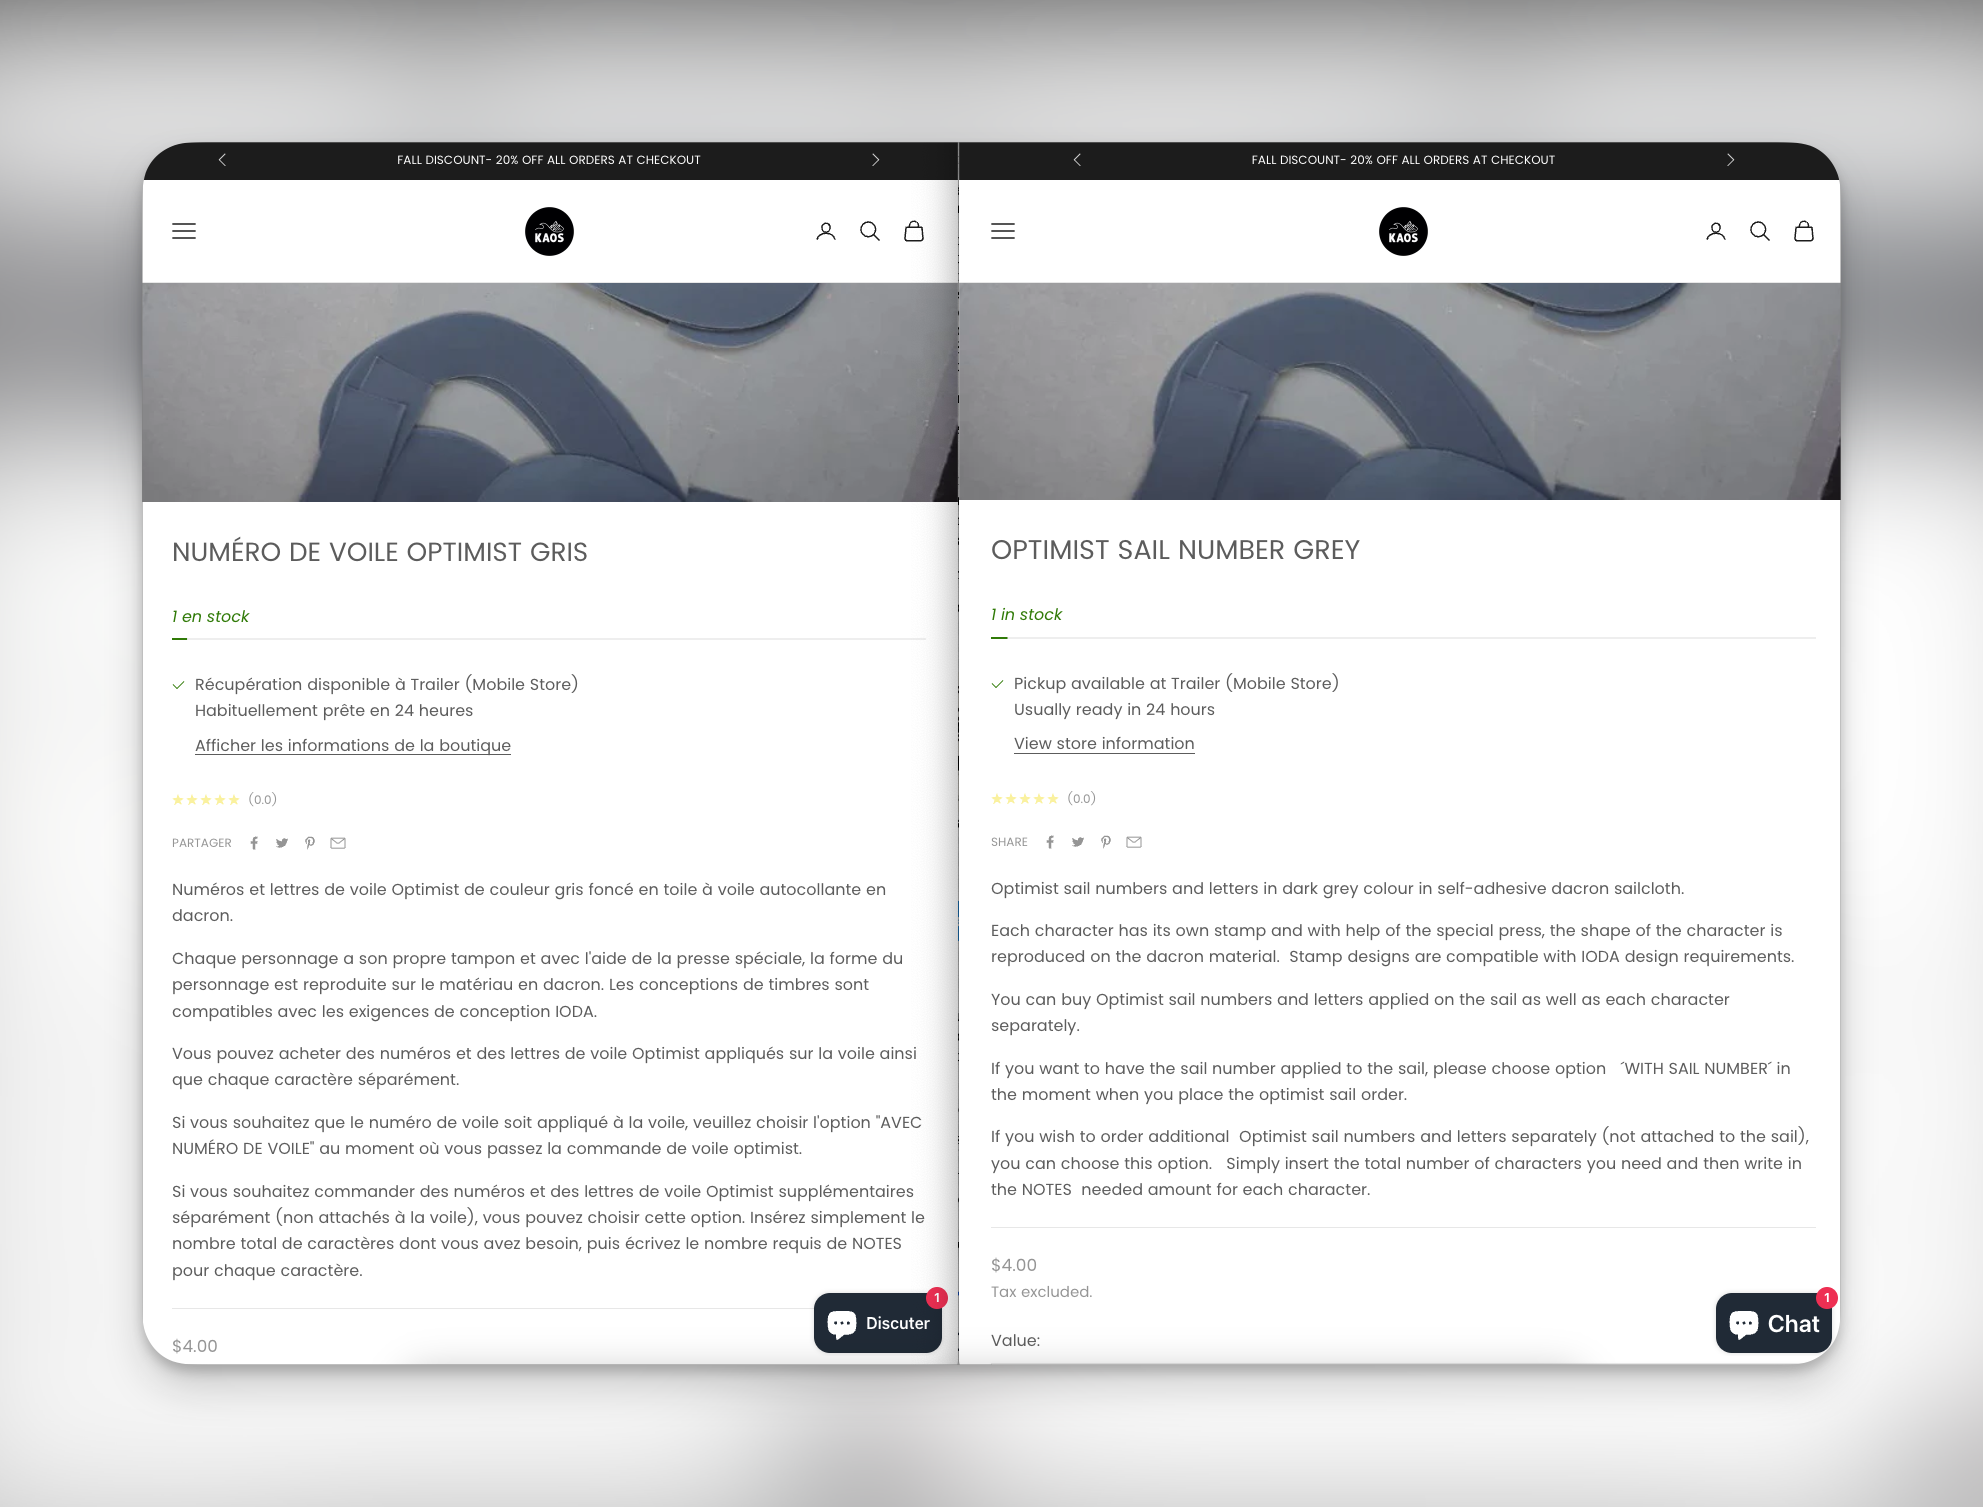 FALL DISCOUNT- 20% OFF ALL ORDERS AT CHECKOUT
KAOS
NUMÉRO DE VOILE OPTIMIST GRIS
1 en stock
Récupération disponible à Trailer (Mobile Store)
Habituellement prête en 24 heures
Afficher les informations de la boutique
(0.0)
PARTAGER
Numéros et lettres de voile Optimist de couleur gris foncé en toile à voile autocollante en
dacron.
Chaque personnage a son propre tampon et avec l'aide de la presse spéciale, la forme du
personnage est reproduite sur le matériau en dacron. Les conceptions de timbres sont
compatibles avec les exigences de conception IODA.
Vous pouvez acheter des numéros et des lettres de voile Optimist appliqués sur la voile ainsi
que chaque caractère séparément.
Si vous souhaitez que le numéro de voile soit appliqué à la voile, veuillez choisir l'option "AVEC
NUMÉRO DE VOILE" au moment où vous passez la commande de voile optimist.
Si vous souhaitez commander des numéros et des lettres de voile Optimist supplémentaires
séparément (non attachés à la voile), vous pouvez choisir cette option. Insérez simplement le
nombre total de caractères dont vous avez besoin, puis écrivez le nombre requis de NOTES
pour chaque caractère.
$4.00
1
Discuter
FALL DISCOUNT- 20% OFF ALL ORDERS AT CHECKOUT
KAOS
OPTIMIST SAIL NUMBER GREY
1 in stock
Pickup available at Trailer (Mobile Store)
Usually ready in 24 hours
View store information
(0.0)
SHARE
Optimist sail numbers and letters in dark grey colour in self-adhesive dacron sailcloth.
Each character has its own stamp and with help of the special press, the shape of the character is
reproduced on the dacron material.  Stamp designs are compatible with IODA design requirements.
You can buy Optimist sail numbers and letters applied on the sail as well as each character
separately.
If you want to have the sail number applied to the sail, please choose option   ´WITH SAIL NUMBER´ in
the moment when you place the optimist sail order.
If you wish to order additional  Optimist sail numbers and letters separately (not attached to the sail),
you can choose this option.   Simply insert the total number of characters you need and then write in
the NOTES  needed amount for each character.
$4.00
Tax excluded.
Value:
1
Chat